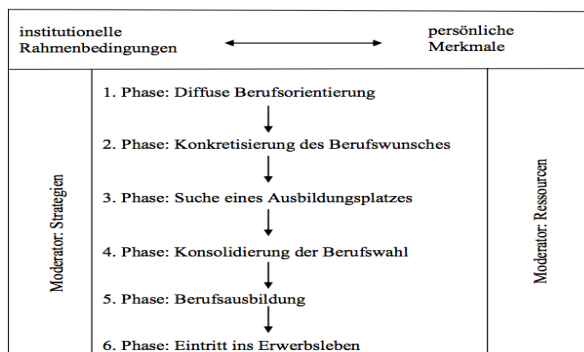 institutionelle
Rahmenbedingungen
persönliche
Merkmale
Moderator: Strategien
1. Phase: Diffuse Berufsorientierung
2. Phase: Konkretisierung des Berufswunsches
3. Phase: Suche eines Ausbildungsplatzes
4. Phase: Konsolidierung der Berufswahl
5. Phase: Berufsausbildung
6. Phase: Eintritt ins Erwerbsleben
Moderator: Ressourcen